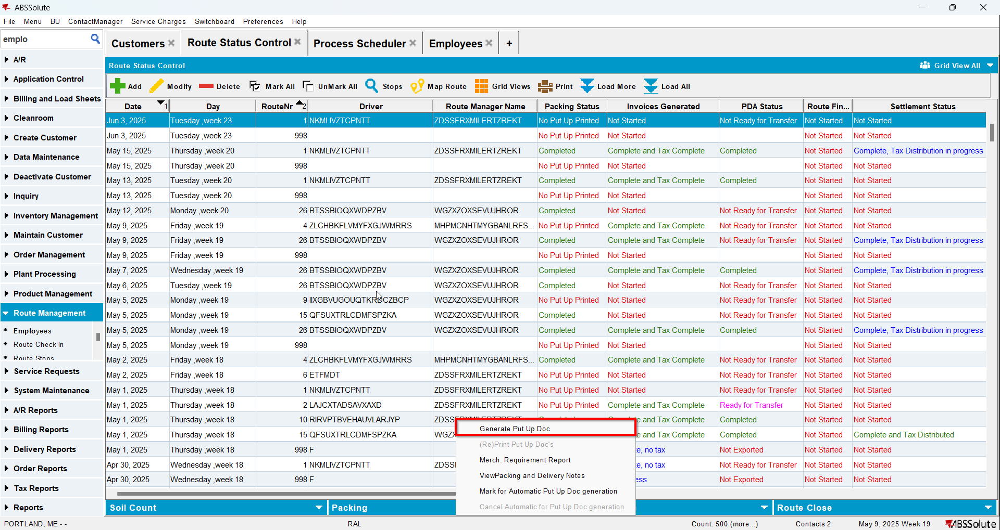 ABSSolute
File Menu BU ContactManager Service Charges Switchboard Preferences Help
emplo
Customers Route Status Control Process Scheduler Employees +
Route Status Control Grid View All
Add Modify Delete Mark All UnMark All Stops Map Route Grid Views Print Load More Load All
A/R
Application Control
Billing and Load Sheets
Cleanroom
Create Customer
Data Maintenance
Deactivate Customer
Inquiry
Inventory Management
Maintain Customer
Order Management
Plant Processing
Product Management
Route Management
Employees
Route Check In
Route Stops
Service Requests
System Maintenance
A/R Reports
Billing Reports
Delivery Reports
Order Reports
Tax Reports
Reports
Date 1 Day RouteNr 2 Driver Route Manager Name Packing Status Invoices Generated PDA Status Route Fin... Settlement Status
Jun 3, 2025 Tuesday ,week 23 1 NKMLIVZTCPNTT ZDSSFRXMILERTZREKT No Put Up Printed Not Started Not Ready for Transfer Not Started Not Started
Jun 3, 2025 Tuesday ,week 23 998 No Put Up Printed Not Started Not Started Not Started
May 15, 2025 Thursday ,week 20 1 NKMLIVZTCPNTT ZDSSFRXMILERTZREKT Completed Complete and Tax Complete Completed Not Started Complete, Tax Distribution in progress
May 15, 2025 Thursday ,week 20 998 No Put Up Printed Not Started Not Started Not Started
May 13, 2025 Tuesday ,week 20 1 NKMLIVZTCPNTT ZDSSFRXMILERTZREKT Completed Complete and Tax Complete Completed Not Started Not Started
May 13, 2025 Tuesday ,week 20 998 No Put Up Printed Not Started Not Started Not Started
May 12, 2025 Monday ,week 20 26 BTSSBIOQXWDPZBV WGZXZOXSEVUJHROR Completed Not Started Not Ready for Transfer Not Started Not Started
May 9, 2025 Friday ,week 19 4 ZLCHBKFLVMYFXGJWMRRS MHPMCNHTMYGBANLRFS... No Put Up Printed Complete and Tax Complete Not Ready for Transfer Not Started Not Started
May 9, 2025 Friday ,week 19 26 BTSSBIOQXWDPZBV WGZXZOXSEVUJHROR Completed Complete and Tax Complete Not Ready for Transfer Not Started Complete, Tax Distribution in progress
May 9, 2025 Friday ,week 19 998 No Put Up Printed Not Started Not Started Not Started
May 7, 2025 Wednesday ,week 19 26 BTSSBIOQXWDPZBV WGZXZOXSEVUJHROR Completed Complete and Tax Complete Completed Not Started Complete, Tax Distribution in progress
May 6, 2025 Tuesday ,week 19 26 BTSSBIOQXWDPZBV WGZXZOXSEVUJHROR Completed Not Started Not Ready for Transfer Not Started Not Started
May 5, 2025 Monday ,week 19 9 WGZXZOXSEVUJHROR No Put Up Printed Not Started Not Ready for Transfer Not Started Not Started
May 5, 2025 Monday ,week 19 15 QFSUXTRLCDMFSPZKA WGZXZOXSEVUJHROR Completed Not Started Not Ready for Transfer Not Started Not Started
May 5, 2025 Monday ,week 19 26 BTSSBIOQXWDPZBV WGZXZOXSEVUJHROR Completed Complete and Tax Complete Completed Not Started Complete, Tax Distribution in progress
May 5, 2025 Monday ,week 19 998 No Put Up Printed Not Started Not Started Not Started
May 2, 2025 Friday ,week 18 4 ZLCHBKFLVMYFXGJWMRRS MHPMCNHTMYGBANLRFS... Completed Complete and Tax Complete Not Ready for Transfer Not Started Not Started
May 2, 2025 Friday ,week 18 6 ETFMDT ZDSSFRXMILERTZREKT No Put Up Printed Not Started Not Ready for Transfer Not Started Not Started
May 1, 2025 Thursday ,week 18 1 NKMLIVZTCPNTT ZDSSFRXMILERTZREKT No Put Up Printed Not Started Not Ready for Transfer Not Started Not Started
May 1, 2025 Thursday ,week 18 2 LAJCXTADSAVXAXD ZDSSFRXMILERTZREKT No Put Up Printed Complete and Tax Complete Ready for Transfer Not Started Not Started
May 1, 2025 Thursday ,week 18 10 RIRVPTBVEHAUVLARJYP e and Tax Complete Completed Not Started Not Started
May 1, 2025 Thursday ,week 18 15 QFSUXTRLCDMFSPZKA WGZX e and Tax Complete Completed Not Started Complete and Tax Distributed
May 1, 2025 Thursday ,week 18 998 F e, no tax Not Exported Not Started Not Started
Apr 30, 2025 Wednesday ,week 18 1 NKMLIVZTCPNTT ZDSS e, no tax Not Ready for Transfer Not Started Not Started
Apr 30, 2025 Wednesday ,week 18 998 F ess Not Exported Not Started Not Started
Generate Put Up Doc
(Re)Print Put Up Doc's
Merch. Requirement Report
ViewPacking and Delivery Notes
Mark for Automatic Put Up Doc generation
Cancel Automatic for Put Up Doc generation
Soil Count Packing Route Close
PORTLAND, ME - - RAL Count: 500 (more...) Contacts 2 May 9, 2025 Week 19 ABSSolute